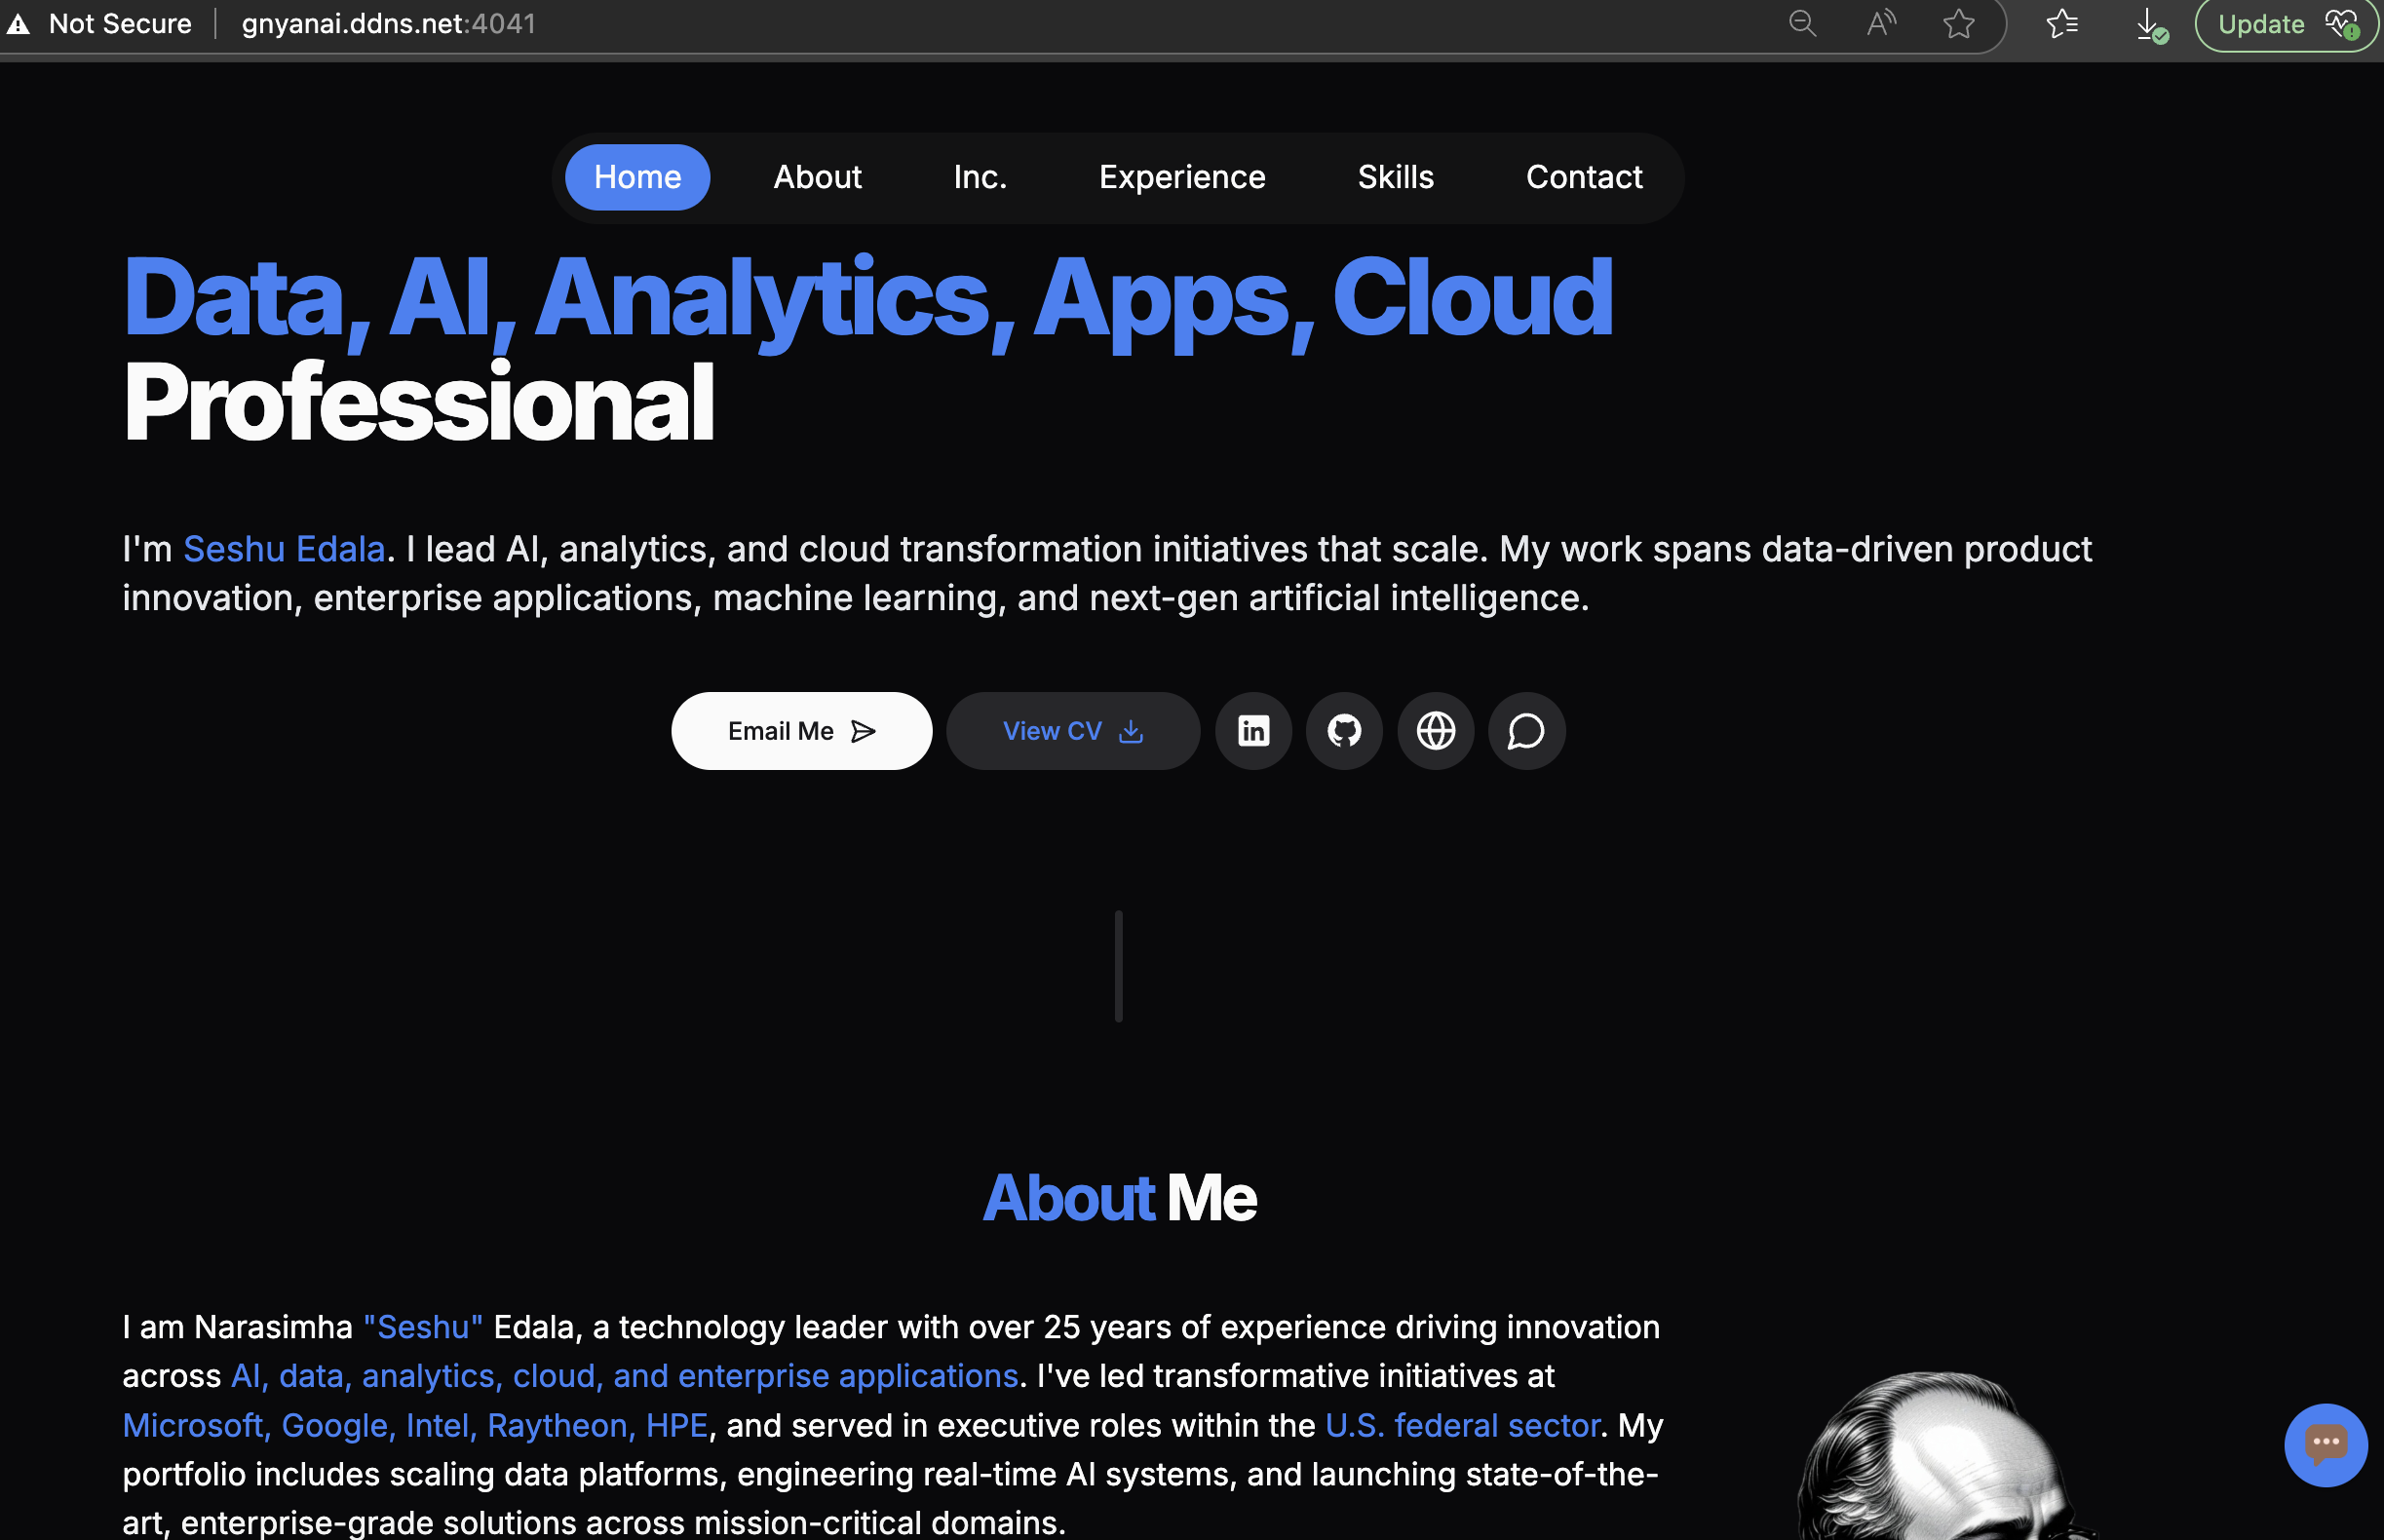 Not Secure gnyanai.ddns.net:4041 Update
Home About Inc. Experience Skills Contact
Data, AI, Analytics, Apps, Cloud
Professional
I'm Seshu Edala. I lead AI, analytics, and cloud transformation initiatives that scale. My work spans data-driven product
innovation, enterprise applications, machine learning, and next-gen artificial intelligence.
Email Me View CV
About Me
I am Narasimha "Seshu" Edala, a technology leader with over 25 years of experience driving innovation
across AI, data, analytics, cloud, and enterprise applications. I've led transformative initiatives at
Microsoft, Google, Intel, Raytheon, HPE, and served in executive roles within the U.S. federal sector. My
portfolio includes scaling data platforms, engineering real-time AI systems, and launching state-of-the-
art, enterprise-grade solutions across mission-critical domains.